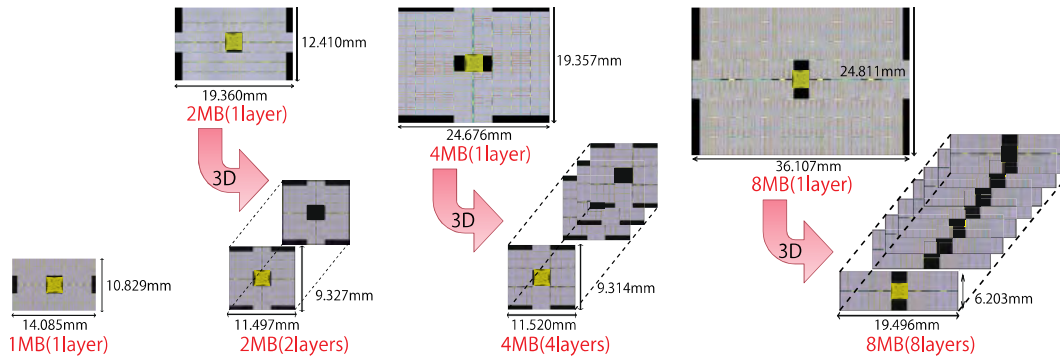 12.410mm
19.360mm
2MB(1layer)
3D
19.357mm
24.676mm
4MB(1layer)
3D
24.811mm
36.107mm
8MB(1layer)
3D
10.829mm
14.085mm
1MB(1layer)
9.327mm
11.497mm
2MB(2layers)
9.314mm
11.520mm
4MB(4layers)
6.203mm
19.496mm
8MB(8layers)